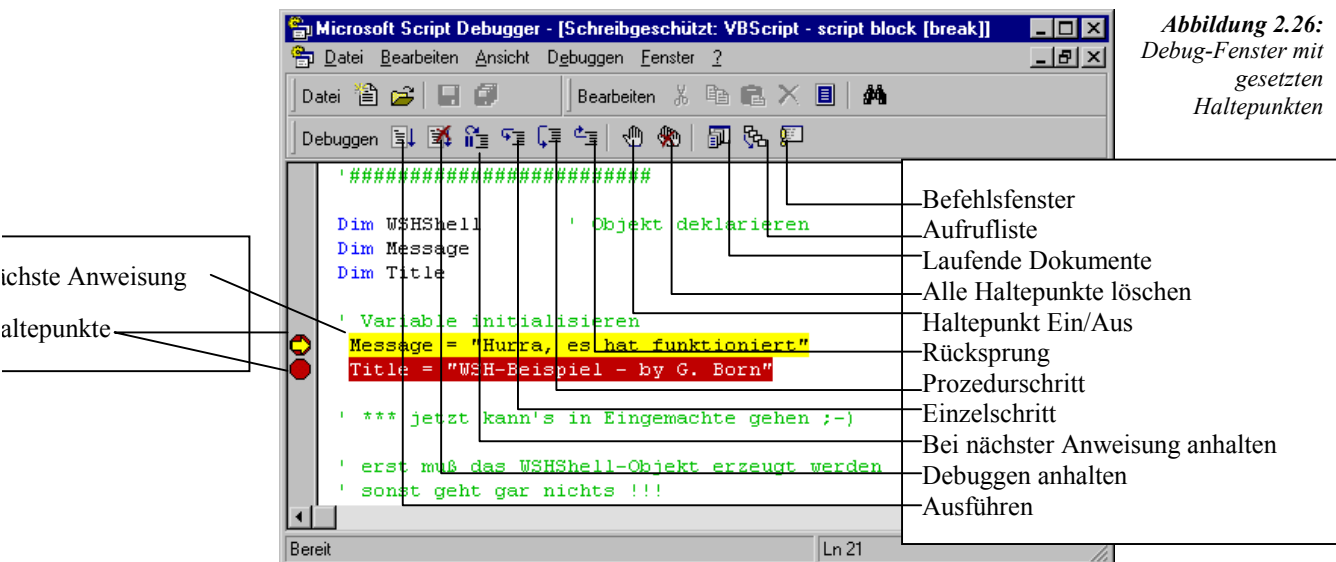 Microsoft Script Debugger - [Schreibgeschützt: VBScript - script block [break]]
Datei Bearbeiten Ansicht Debuggen Fenster ?
Datei Bearbeiten
Debuggen
Abbildung 2.26:
Debug-Fenster mit
gesetzten
Haltepunkten
'#########################
Dim WSHShell ' Objekt deklarieren
Dim Message
Dim Title
' Variable initialisieren
Message = "Hurra, es hat funktioniert"
Title = "WSH-Beispiel - by G. Born"
' *** jetzt kann's in Eingemachte gehen ;-)
' erst muß das WSHShell-Objekt erzeugt werden
' sonst geht gar nichts !!!
ichste Anweisung
altepunkte
Befehlsfenster
Aufrufliste
Laufende Dokumente
Alle Haltepunkte löschen
Haltepunkt Ein/Aus
Rücksprung
Prozedurschritt
Einzelschritt
Bei nächster Anweisung anhalten
Debuggen anhalten
Ausführen
Bereit Ln 21